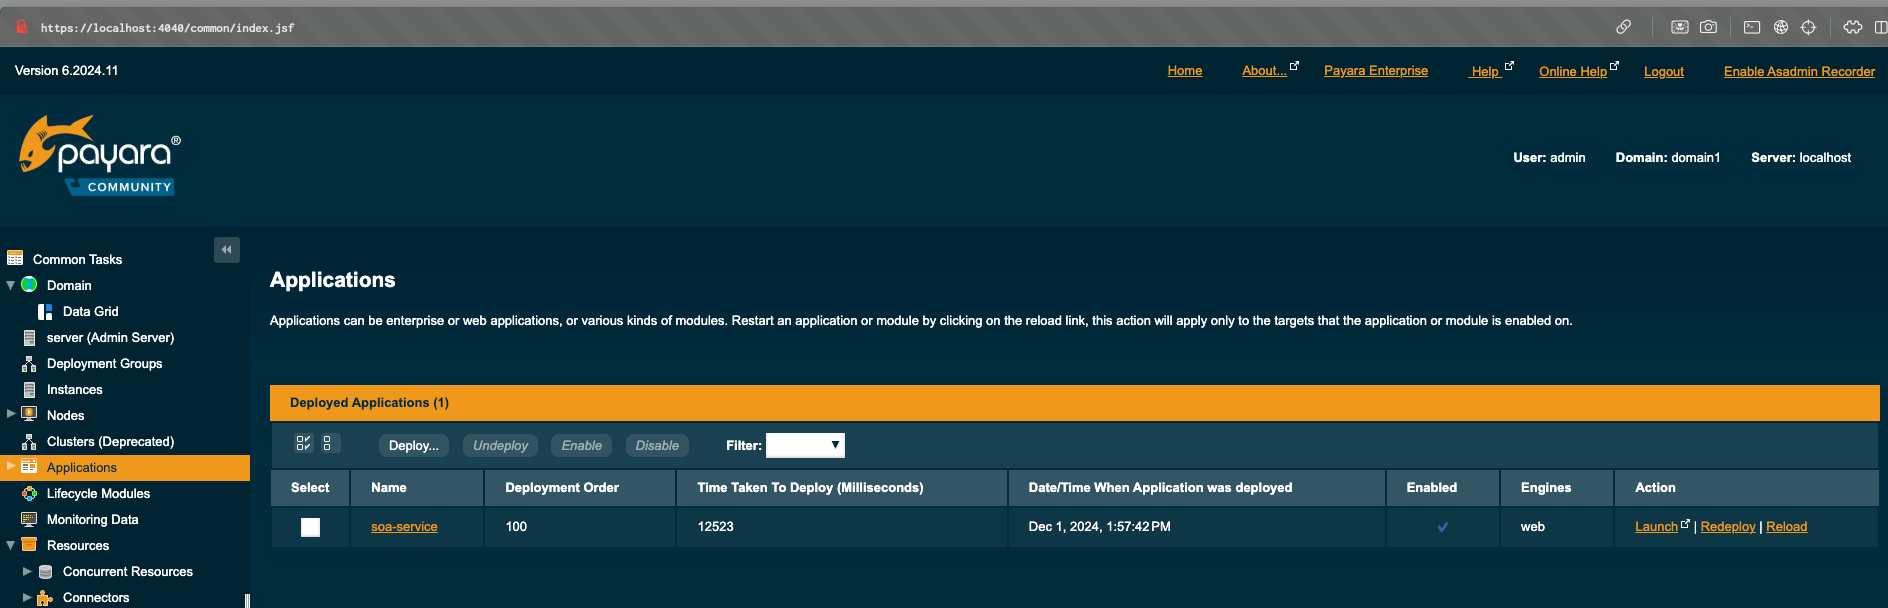 https://localhost:4040/common/index.jsf
Version 6.2024.11
Home About... Payara Enterprise Help Online Help Logout Enable Asadmin Recorder
payara®
COMMUNITY
User: admin Domain: domain1 Server: localhost
Common Tasks
Domain
Data Grid
server (Admin Server)
Deployment Groups
Instances
Nodes
Clusters (Deprecated)
Applications
Lifecycle Modules
Monitoring Data
Resources
Concurrent Resources
Connectors
Applications
Applications can be enterprise or web applications, or various kinds of modules. Restart an application or module by clicking on the reload link, this action will apply only to the targets that the application or module is enabled on.
Deployed Applications (1)
Deploy... Undeploy Enable Disable Filter:
Select Name Deployment Order Time Taken To Deploy (Milliseconds) Date/Time When Application was deployed Enabled Engines Action
soa-service 100 12523 Dec 1, 2024, 1:57:42 PM web Launch | Redeploy | Reload